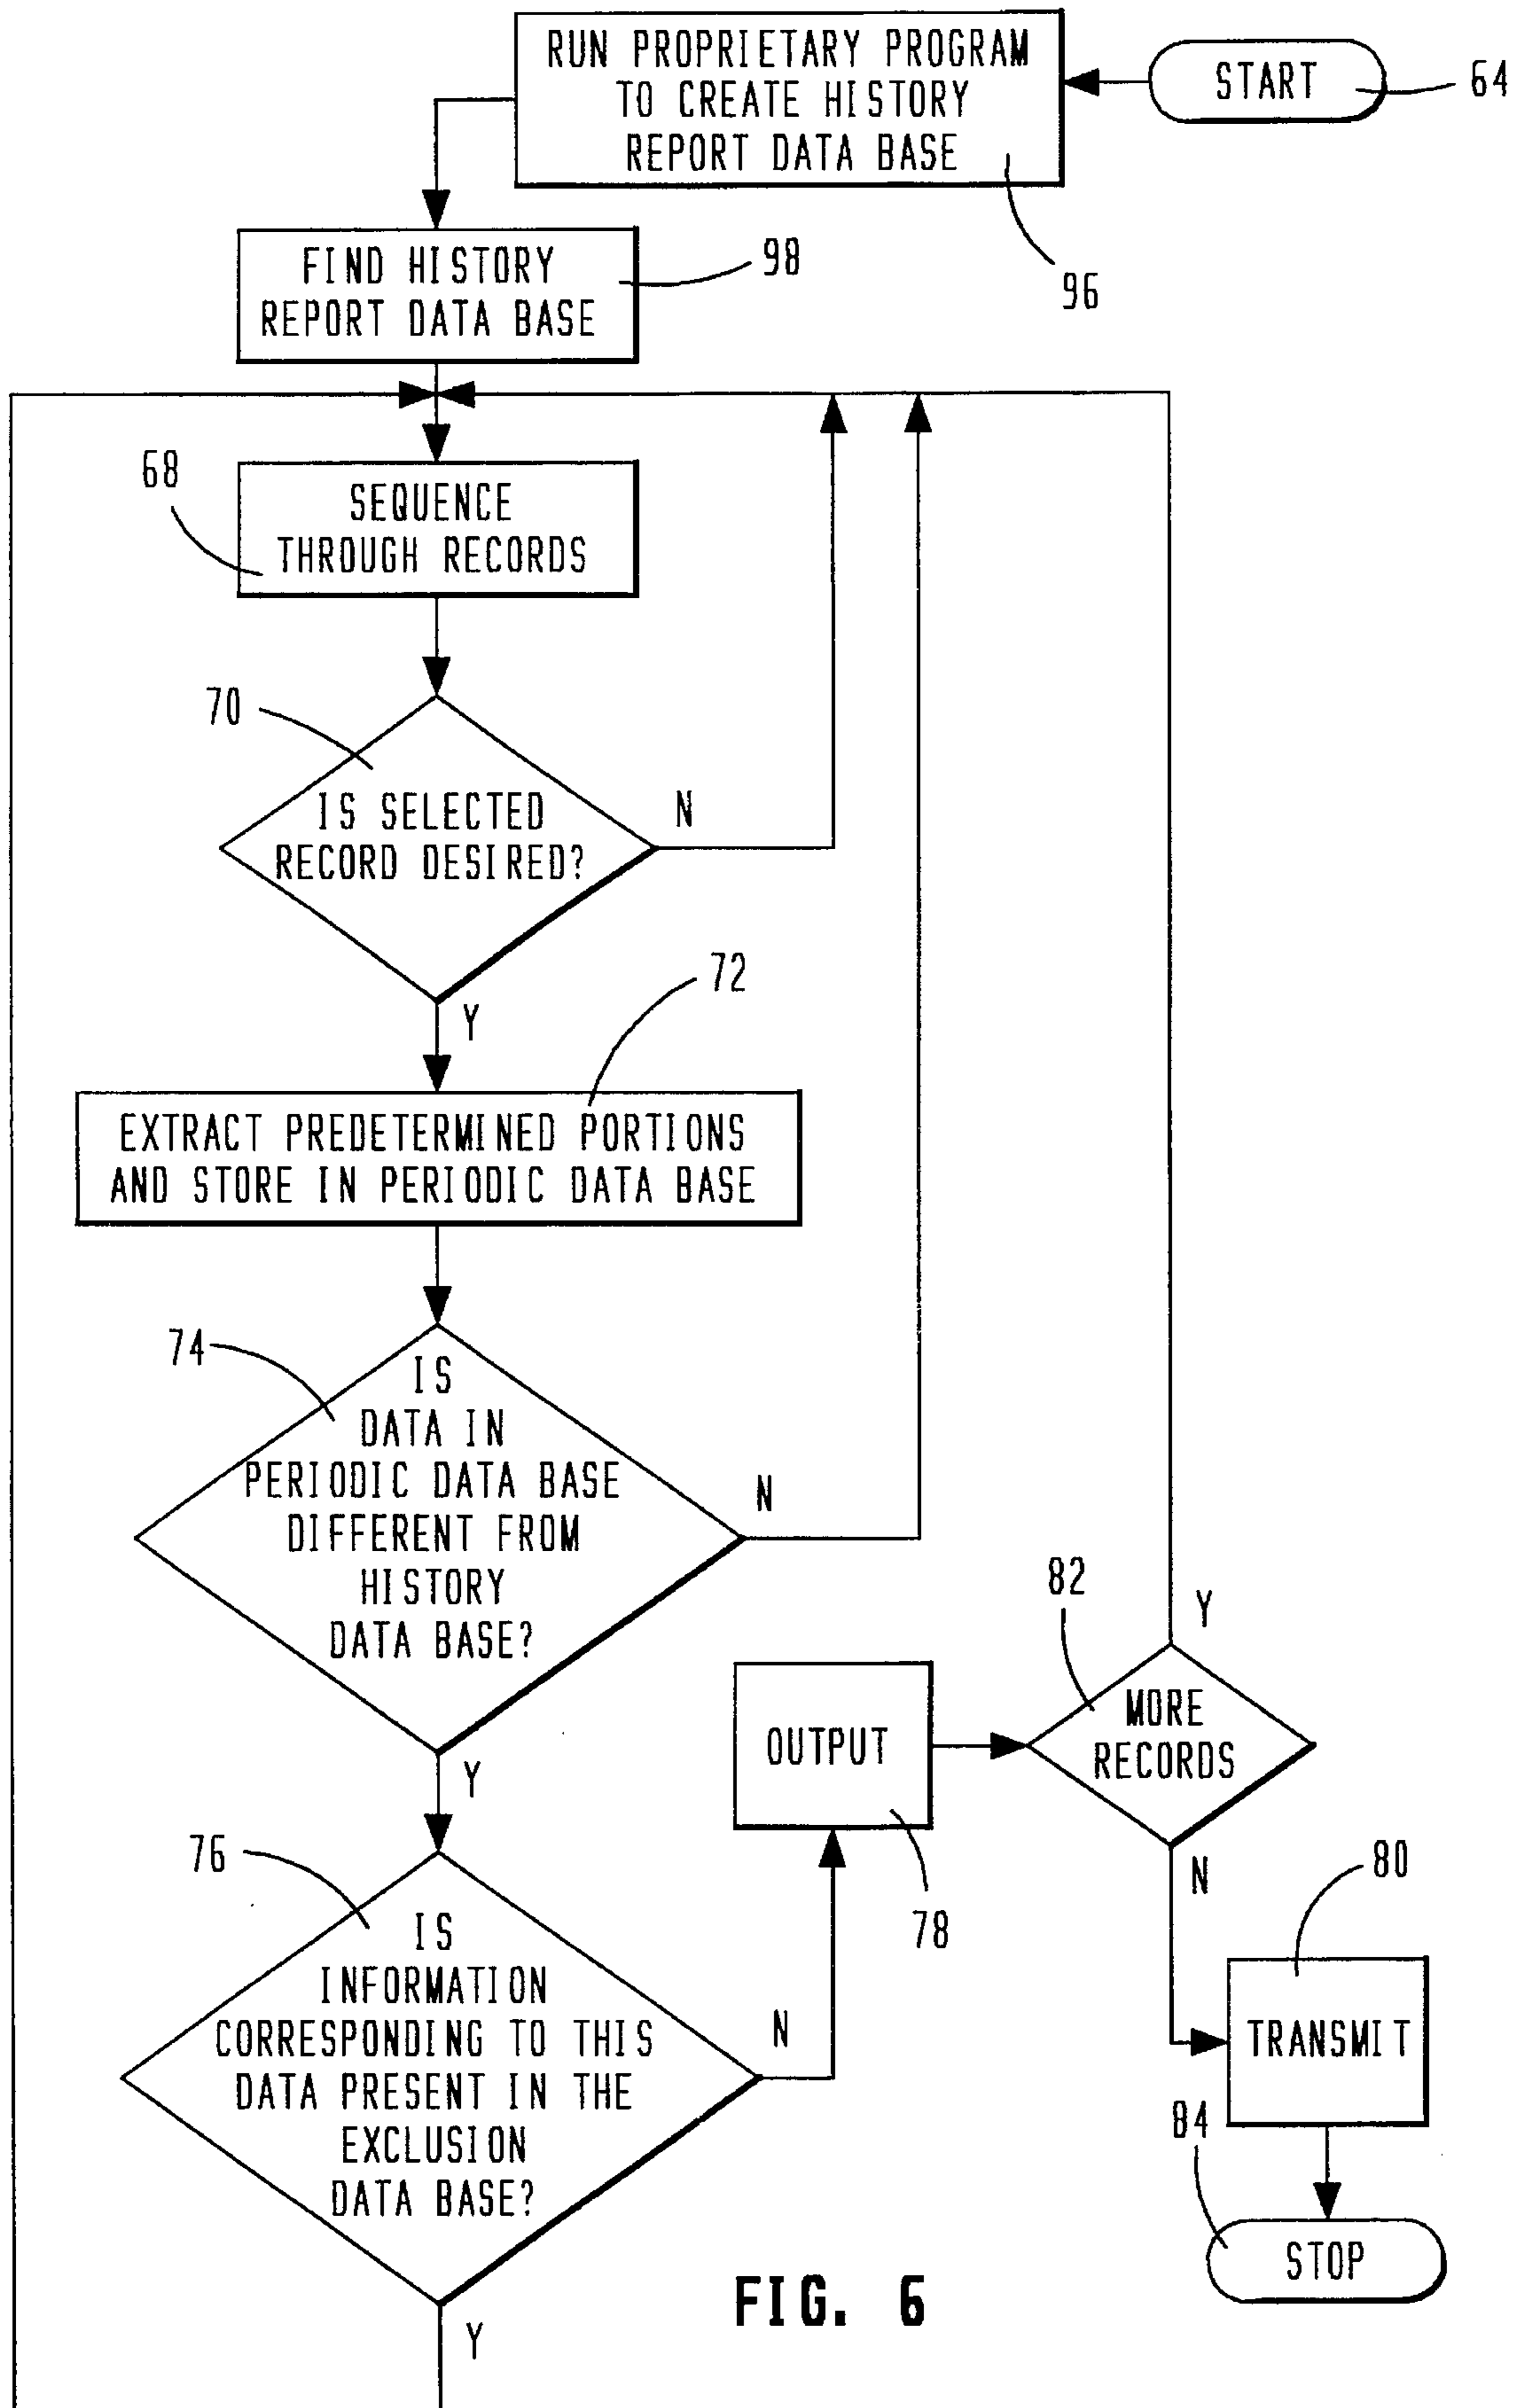 RUN PROPRIETARY PROGRAM
TO CREATE HISTORY
REPORT DATA BASE
START
64
96
FIND HISTORY
REPORT DATA BASE
98
68
SEQUENCE
THROUGH RECORDS
70
IS SELECTED
RECORD DESIRED?
N
Y
72
EXTRACT PREDETERMINED PORTIONS
AND STORE IN PERIODIC DATA BASE
74
IS
DATA IN
PERIODIC DATA BASE
DIFFERENT FROM
HISTORY
DATA BASE?
N
Y
82
Y
MORE
RECORDS
N
OUTPUT
78
76
IS
INFORMATION
CORRESPONDING TO THIS
DATA PRESENT IN THE
EXCLUSION
DATA BASE?
N
Y
80
TRANSMIT
84
STOP
FIG. 6